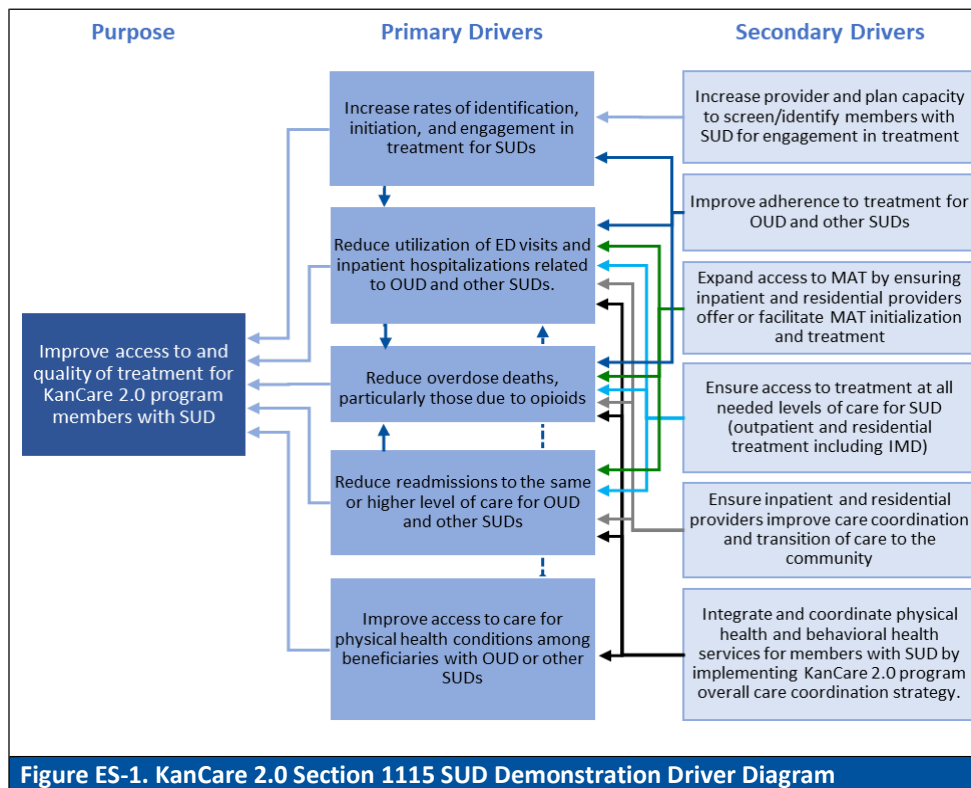 Purpose
Primary Drivers
Secondary Drivers
Improve access to and
quality of treatment for
KanCare 2.0 program
members with SUD
Increase rates of identification,
initiation, and engagement in
treatment for SUDs
Reduce utilization of ED visits and
inpatient hospitalizations related
to OUD and other SUDs.
Reduce overdose deaths,
particularly those due to opioids
Reduce readmissions to the same
or higher level of care for OUD
and other SUDs
Improve access to care for
physical health conditions among
beneficiaries with OUD or other
SUDs
Increase provider and plan capacity
to screen/identify members with
SUD for engagement in treatment
Improve adherence to treatment for
OUD and other SUDs
Expand access to MAT by ensuring
inpatient and residential providers
offer or facilitate MAT initialization
and treatment
Ensure access to treatment at all
needed levels of care for SUD
(outpatient and residential
treatment including IMD)
Ensure inpatient and residential
providers improve care coordination
and transition of care to the
community
Integrate and coordinate physical
health and behavioral health
services for members with SUD by
implementing KanCare 2.0 program
overall care coordination strategy.
Figure ES-1. KanCare 2.0 Section 1115 SUD Demonstration Driver Diagram